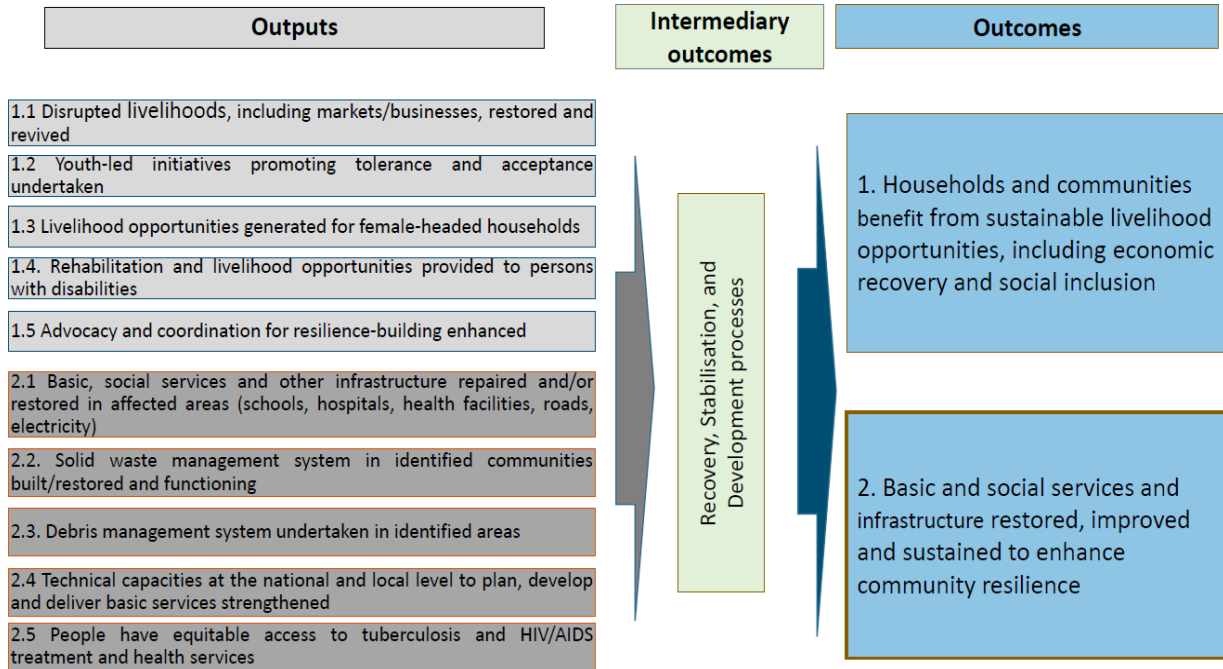 Outputs
Intermediary
outcomes
Outcomes
1.1 Disrupted livelihoods, including markets/businesses, restored and
revived
1.2 Youth-led initiatives promoting tolerance and acceptance
undertaken
1.3 Livelihood opportunities generated for female-headed households
1.4. Rehabilitation and livelihood opportunities provided to persons
with disabilities
1.5 Advocacy and coordination for resilience-building enhanced
2.1 Basic, social services and other infrastructure repaired and/or
restored in affected areas (schools, hospitals, health facilities, roads,
electricity)
2.2. Solid waste management system in identified communities
built/restored and functioning
2.3. Debris management system undertaken in identified areas
2.4 Technical capacities at the national and local level to plan, develop
and deliver basic services strengthened
2.5 People have equitable access to tuberculosis and HIV/AIDS
treatment and health services
Recovery, Stabilisation, and
Development processes
1. Households and communities
benefit from sustainable livelihood
opportunities, including economic
recovery and social inclusion
2. Basic and social services and
infrastructure restored, improved
and sustained to enhance
community resilience